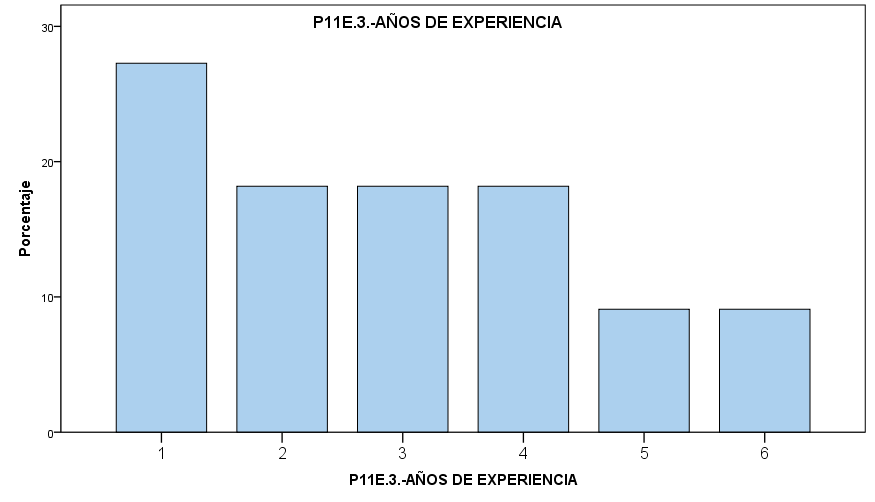 P11E.3.-AÑOS DE EXPERIENCIA
30
20
10
0
Porcentaje
1 2 3 4 5 6
P11E.3.-AÑOS DE EXPERIENCIA